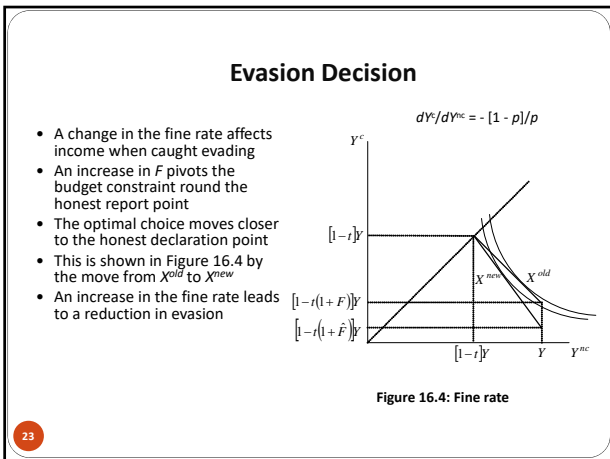 Evasion Decision
• A change in the fine rate affects
income when caught evading
• An increase in F pivots the
budget constraint round the
honest report point
• The optimal choice moves closer
to the honest declaration point
• This is shown in Figure 16.4 by
the move from X^old to X^new
• An increase in the fine rate leads
to a reduction in evasion
dY^c/dY^nc = - [1 - p]/p
Y^c
[1−t]Y
X^new
X^old
[1−t(1+F)]Y
[1−t(1+F̂)]Y
[1−t]Y
Y
Y^nc
Figure 16.4: Fine rate
23